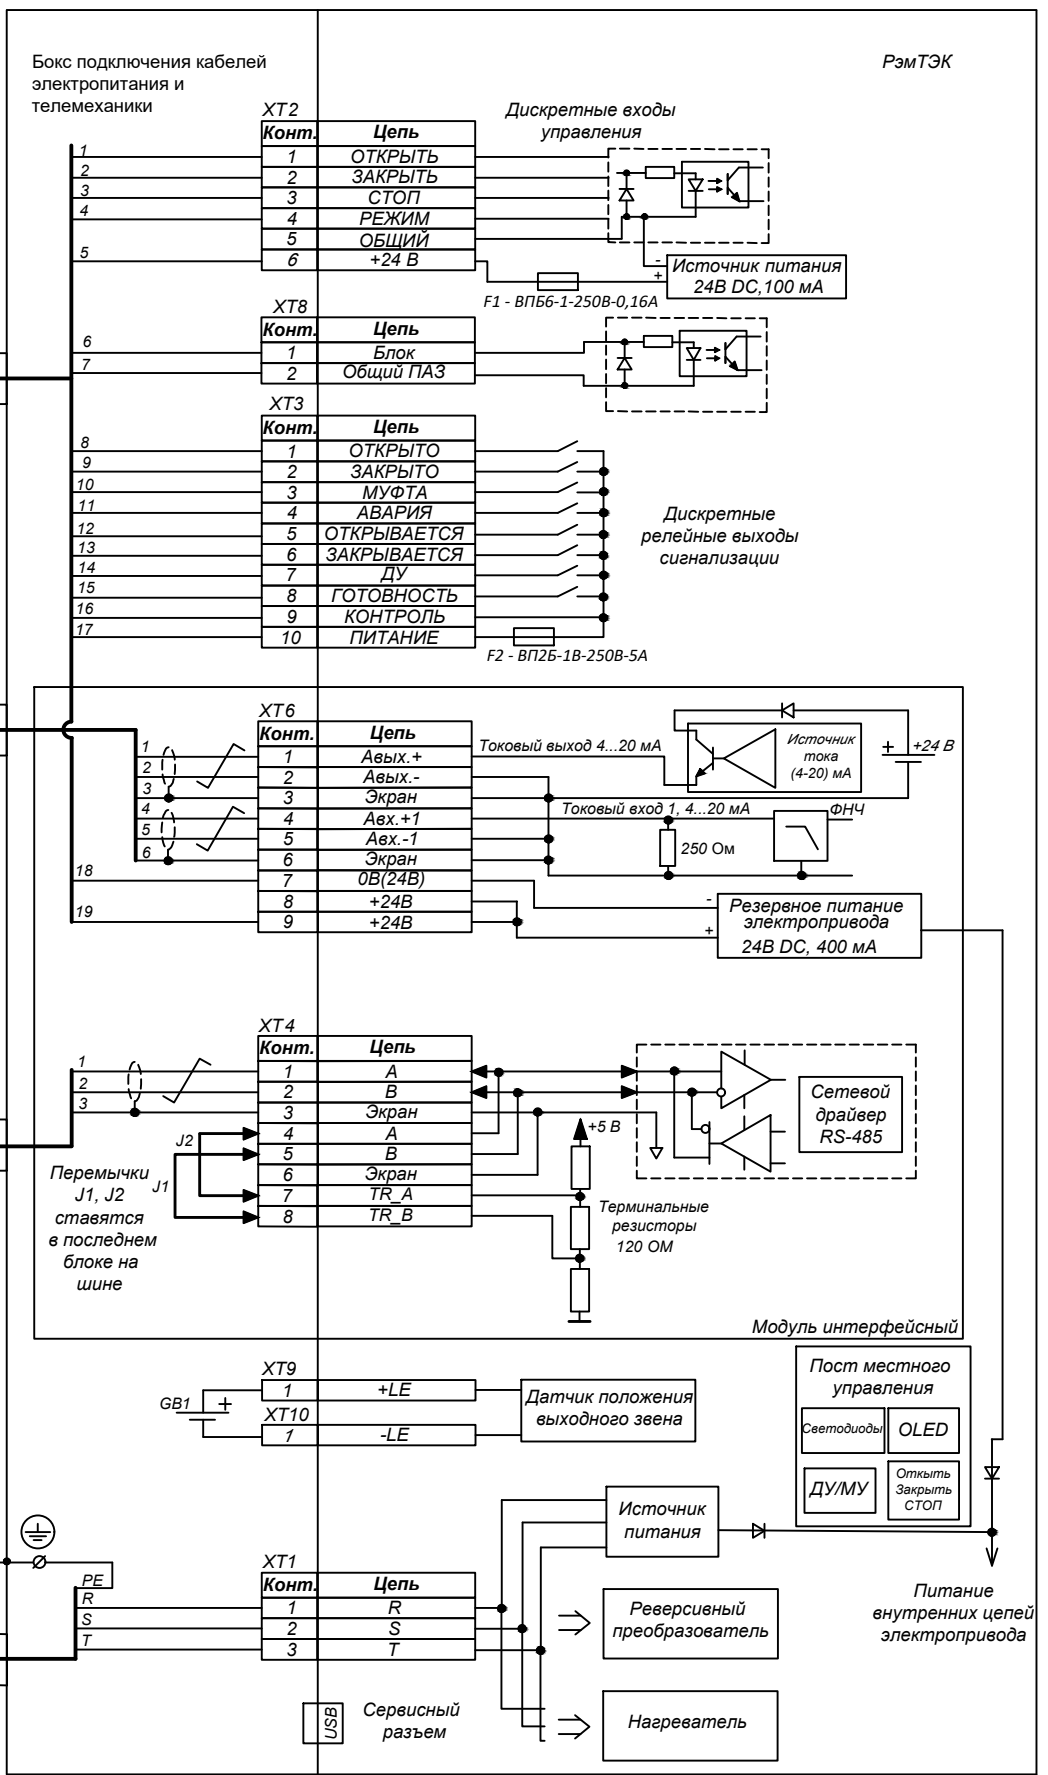 Бокс подключения кабелей
электропитания и
телемеханики
РэмТЭК
XT2
Дискретные входы
управления
Конт. Цепь
1 1 ОТКРЫТЬ
2 2 ЗАКРЫТЬ
3 3 СТОП
4 4 РЕЖИМ
5 ОБЩИЙ
5 6 +24 В
- Источник питания
+ 24В DC,100 мА
F1 - ВПБ6-1-250В-0,16А
XT8
Конт. Цепь
6 1 Блок
7 2 Общий ПАЗ
XT3
Конт. Цепь
8 1 ОТКРЫТО
9 2 ЗАКРЫТО
10 3 МУФТА
11 4 АВАРИЯ
12 5 ОТКРЫВАЕТСЯ
13 6 ЗАКРЫВАЕТСЯ
14 7 ДУ
15 8 ГОТОВНОСТЬ
16 9 КОНТРОЛЬ
17 10 ПИТАНИЕ
Дискретные
релейные выходы
сигнализации
F2 - ВП2Б-1В-250В-5А
XT6
Конт. Цепь
1 1 Авых.+
2 2 Авых.-
3 3 Экран
4 4 Авх.+1
5 5 Авх.-1
6 6 Экран
18 7 0В(24В)
8 +24В
19 9 +24В
Токовый выход 4...20 мА
Источник
тока
(4-20) мА
+ +24 В
Токовый вход 1, 4...20 мА
ФНЧ
250 Ом
- Резервное питание
+ электропривода
24В DC, 400 мА
XT4
Конт. Цепь
1 1 A
2 2 B
3 3 Экран
4 A
5 B
6 Экран
7 TR_A
8 TR_B
J2
J1
Перемычки
J1, J2
ставятся
в последнем
блоке на
шине
+5 В
Терминальные
резисторы
120 ОМ
Сетевой
драйвер
RS-485
Модуль интерфейсный
XT9
1 +LE
GB1 +
XT10
1 -LE
Датчик положения
выходного звена
Пост местного
управления
Светодиоды
OLED
ДУ/МУ
Откыть
Закрыть
СТОП
Источник
питания
Питание
внутренних цепей
электропривода
XT1
Конт. Цепь
PE
R 1 R
S 2 S
T 3 T
Реверсивный
преобразователь
Нагреватель
USB
Сервисный
разъем